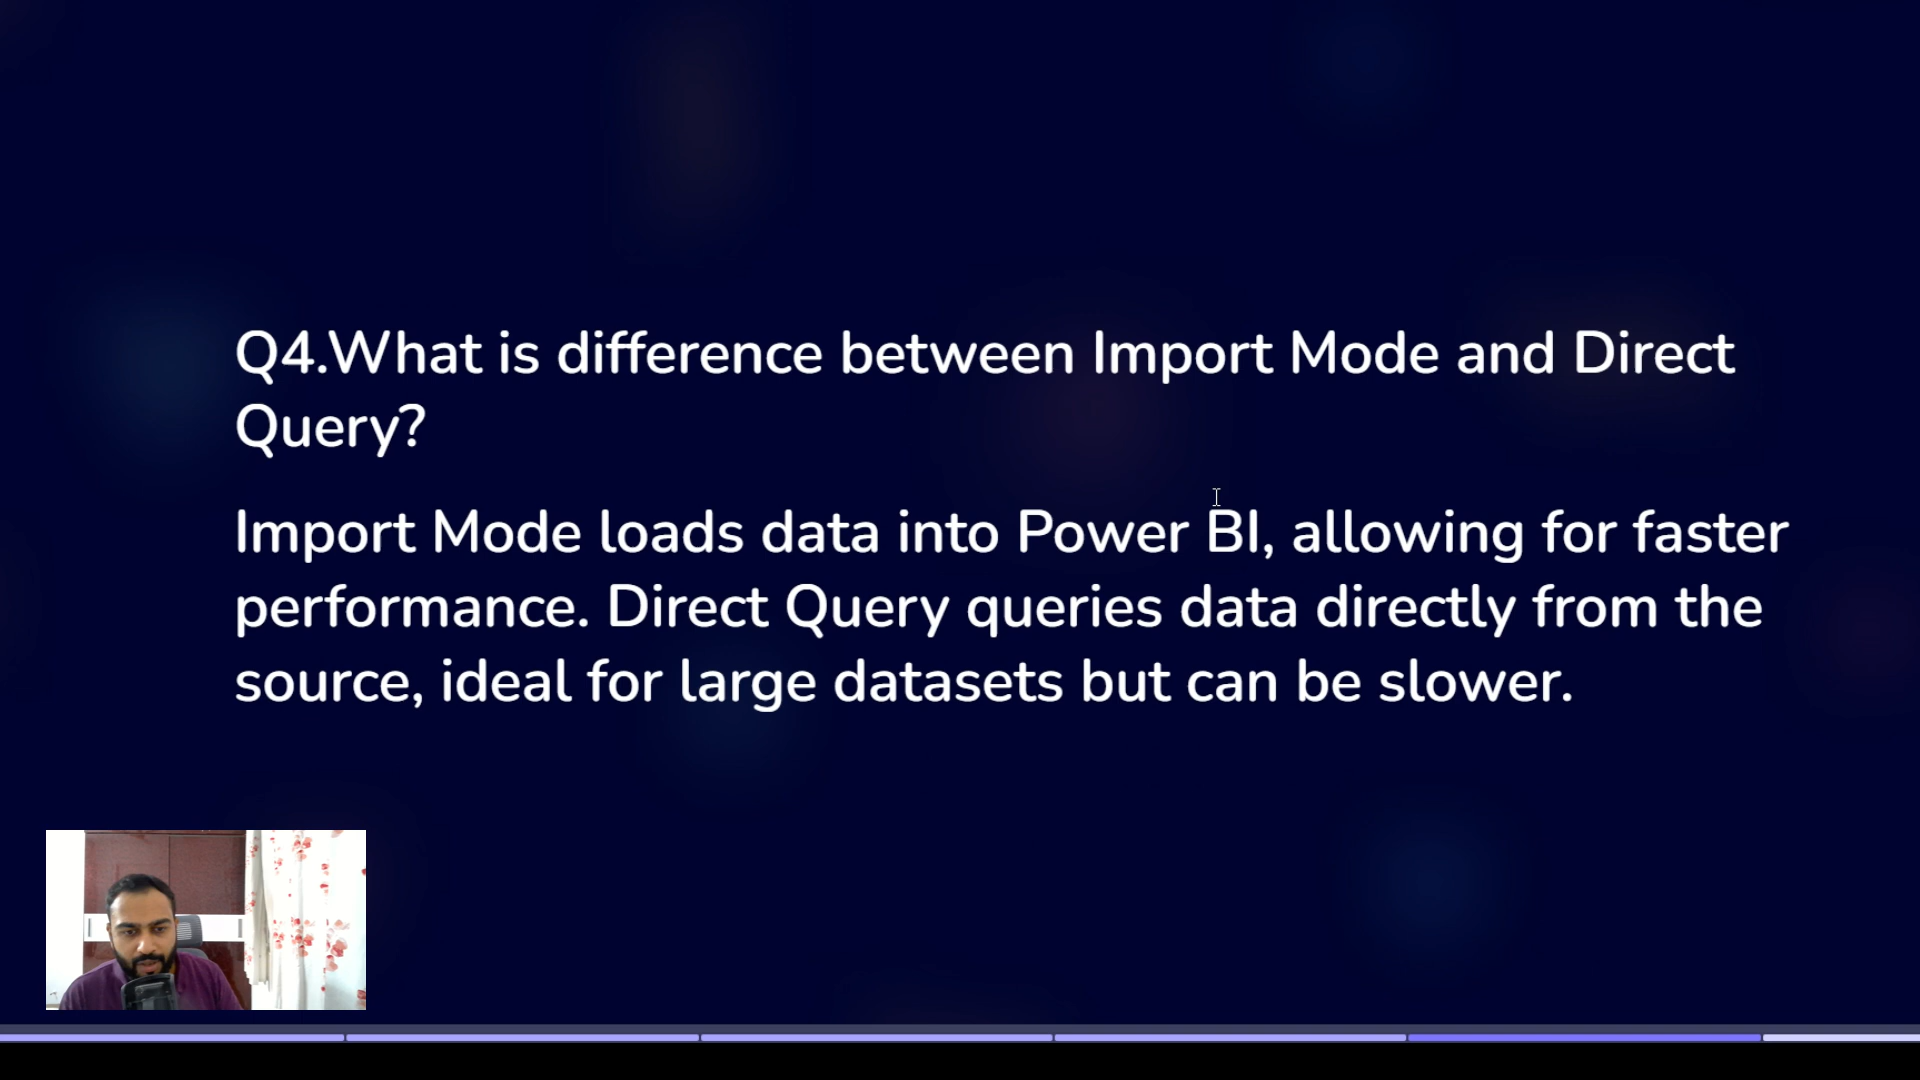 Q4.What is difference between Import Mode and Direct
Query?
Import Mode loads data into Power BI, allowing for faster
performance. Direct Query queries data directly from the
source, ideal for large datasets but can be slower.